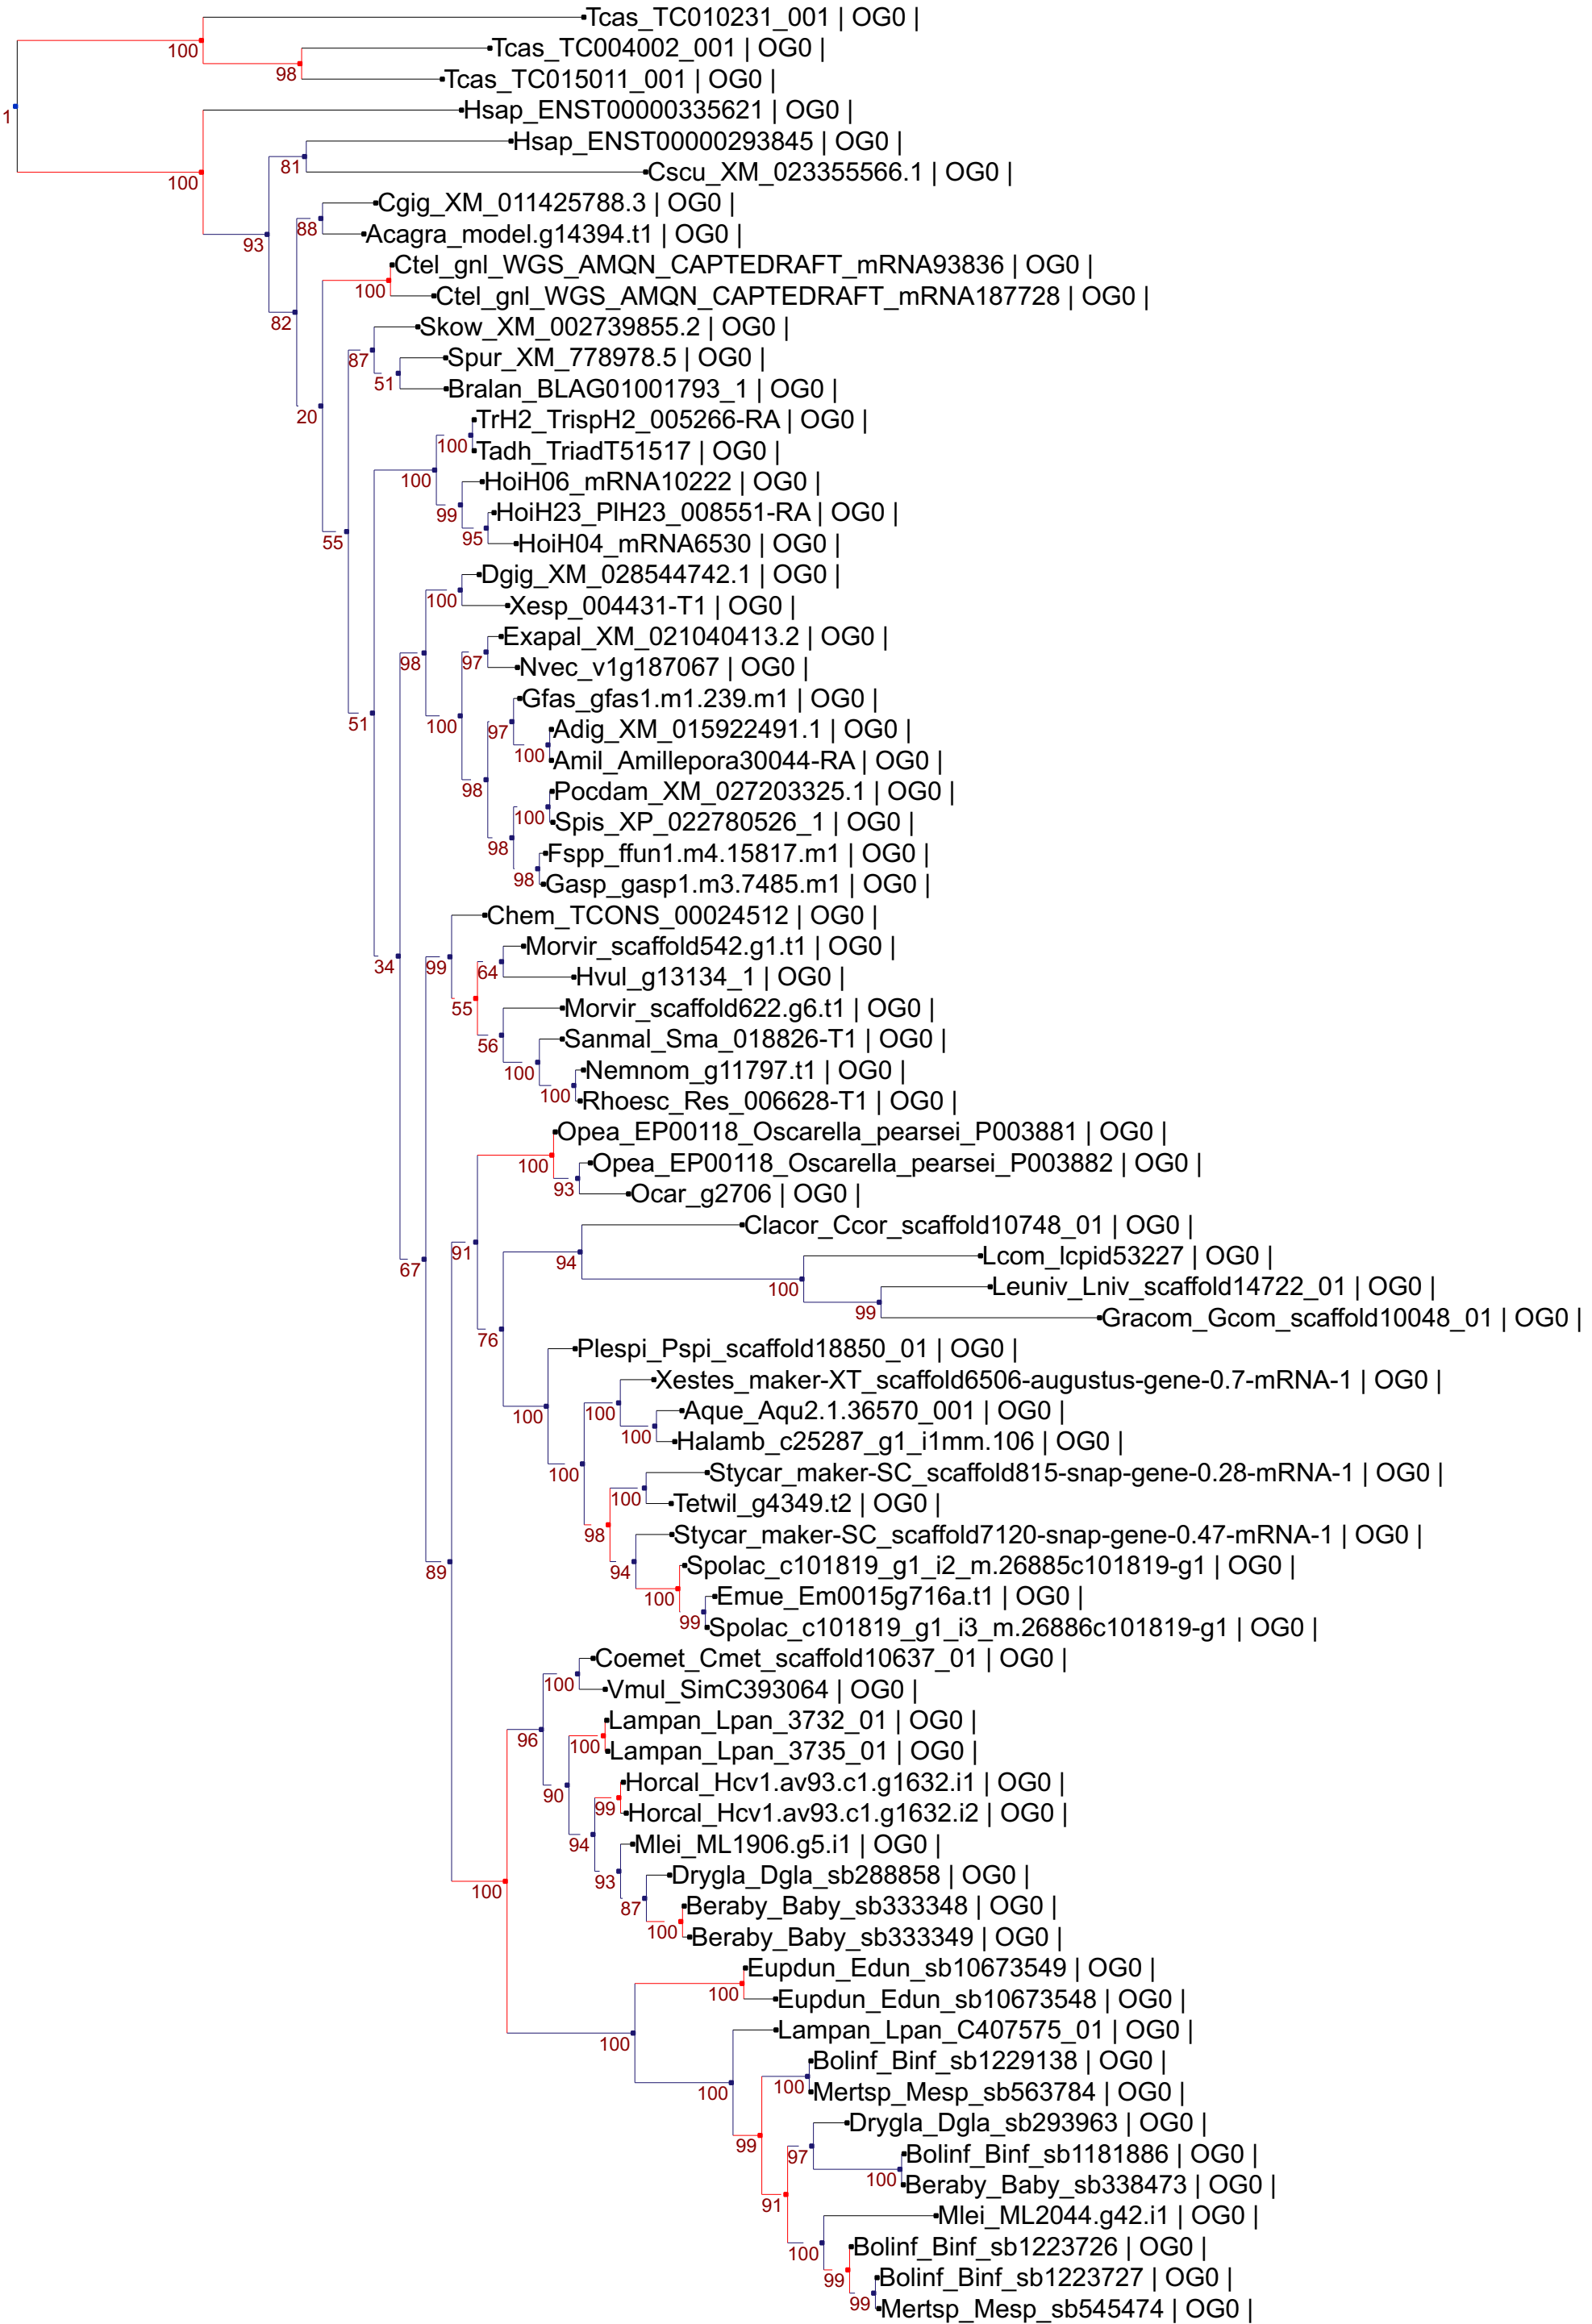 Tcas_TC010231_001 | OG0 |
100
Tcas_TC004002_001 | OG0 |
98
Tcas_TC015011_001 | OG0 |
1
Hsap_ENST00000335621 | OG0 |
Hsap_ENST00000293845 | OG0 |
81
100
Cscu_XM_023355566.1 | OG0 |
Cgig_XM_011425788.3 | OG0 |
88
Acagra_model.g14394.t1 | OG0 |
93
Ctel_gnl_WGS_AMQN_CAPTEDRAFT_mRNA93836 | OG0 |
100
Ctel_gnl_WGS_AMQN_CAPTEDRAFT_mRNA187728 | OG0 |
82
Skow_XM_002739855.2 | OG0 |
87
Spur_XM_778978.5 | OG0 |
51
Bralan_BLAG01001793_1 | OG0 |
20
TrH2_TrispH2_005266-RA | OG0 |
100
Tadh_TriadT51517 | OG0 |
100
HoiH06_mRNA10222 | OG0 |
99
HoiH23_PlH23_008551-RA | OG0 |
95
55
HoiH04_mRNA6530 | OG0 |
Dgig_XM_028544742.1 | OG0 |
100
Xesp_004431-T1 | OG0 |
Exapal_XM_021040413.2 | OG0 |
98
97
Nvec_v1g187067 | OG0 |
Gfas_gfas1.m1.239.m1 | OG0 |
51
100
97
Adig_XM_015922491.1 | OG0 |
100
Amil_Amillepora30044-RA | OG0 |
98
Pocdam_XM_027203325.1 | OG0 |
100
Spis_XP_022780526_1 | OG0 |
98
Fspp_ffun1.m4.15817.m1 | OG0 |
98
Gasp_gasp1.m3.7485.m1 | OG0 |
Chem_TCONS_00024512 | OG0 |
Morvir_scaffold542.g1.t1 | OG0 |
34
99
64
Hvul_g13134_1 | OG0 |
55
Morvir_scaffold622.g6.t1 | OG0 |
56
Sanmal_Sma_018826-T1 | OG0 |
100
Nemnom_g11797.t1 | OG0 |
100
Rhoesc_Res_006628-T1 | OG0 |
Opea_EP00118_Oscarella_pearsei_P003881 | OG0 |
100
Opea_EP00118_Oscarella_pearsei_P003882 | OG0 |
93
Ocar_g2706 | OG0 |
Clacor_Ccor_scaffold10748_01 | OG0 |
91
94
Lcom_lcpid53227 | OG0 |
67
100
Leuniv_Lniv_scaffold14722_01 | OG0 |
99
Gracom_Gcom_scaffold10048_01 | OG0 |
76
Plespi_Pspi_scaffold18850_01 | OG0 |
Xestes_maker-XT_scaffold6506-augustus-gene-0.7-mRNA-1 | OG0 |
100
100
Aque_Aqu2.1.36570_001 | OG0 |
100
Halamb_c25287_g1_i1mm.106 | OG0 |
100
Stycar_maker-SC_scaffold815-snap-gene-0.28-mRNA-1 | OG0 |
100
Tetwil_g4349.t2 | OG0 |
98
Stycar_maker-SC_scaffold7120-snap-gene-0.47-mRNA-1 | OG0 |
89
94
Spolac_c101819_g1_i2_m.26885c101819-g1 | OG0 |
100
Emue_Em0015g716a.t1 | OG0 |
99
Spolac_c101819_g1_i3_m.26886c101819-g1 | OG0 |
Coemet_Cmet_scaffold10637_01 | OG0 |
100
Vmul_SimC393064 | OG0 |
Lampan_Lpan_3732_01 | OG0 |
96
100
Lampan_Lpan_3735_01 | OG0 |
Horcal_Hcv1.av93.c1.g1632.i1 | OG0 |
90
99
Horcal_Hcv1.av93.c1.g1632.i2 | OG0 |
94
Mlei_ML1906.g5.i1 | OG0 |
93
Drygla_Dgla_sb288858 | OG0 |
100
87
Beraby_Baby_sb333348 | OG0 |
100
Beraby_Baby_sb333349 | OG0 |
Eupdun_Edun_sb10673549 | OG0 |
100
Eupdun_Edun_sb10673548 | OG0 |
Lampan_Lpan_C407575_01 | OG0 |
100
Bolinf_Binf_sb1229138 | OG0 |
100
100
Mertsp_Mesp_sb563784 | OG0 |
Drygla_Dgla_sb293963 | OG0 |
99
97
Bolinf_Binf_sb1181886 | OG0 |
100
Beraby_Baby_sb338473 | OG0 |
91
Mlei_ML2044.g42.i1 | OG0 |
100
Bolinf_Binf_sb1223726 | OG0 |
99
Bolinf_Binf_sb1223727 | OG0 |
99
Mertsp_Mesp_sb545474 | OG0 |